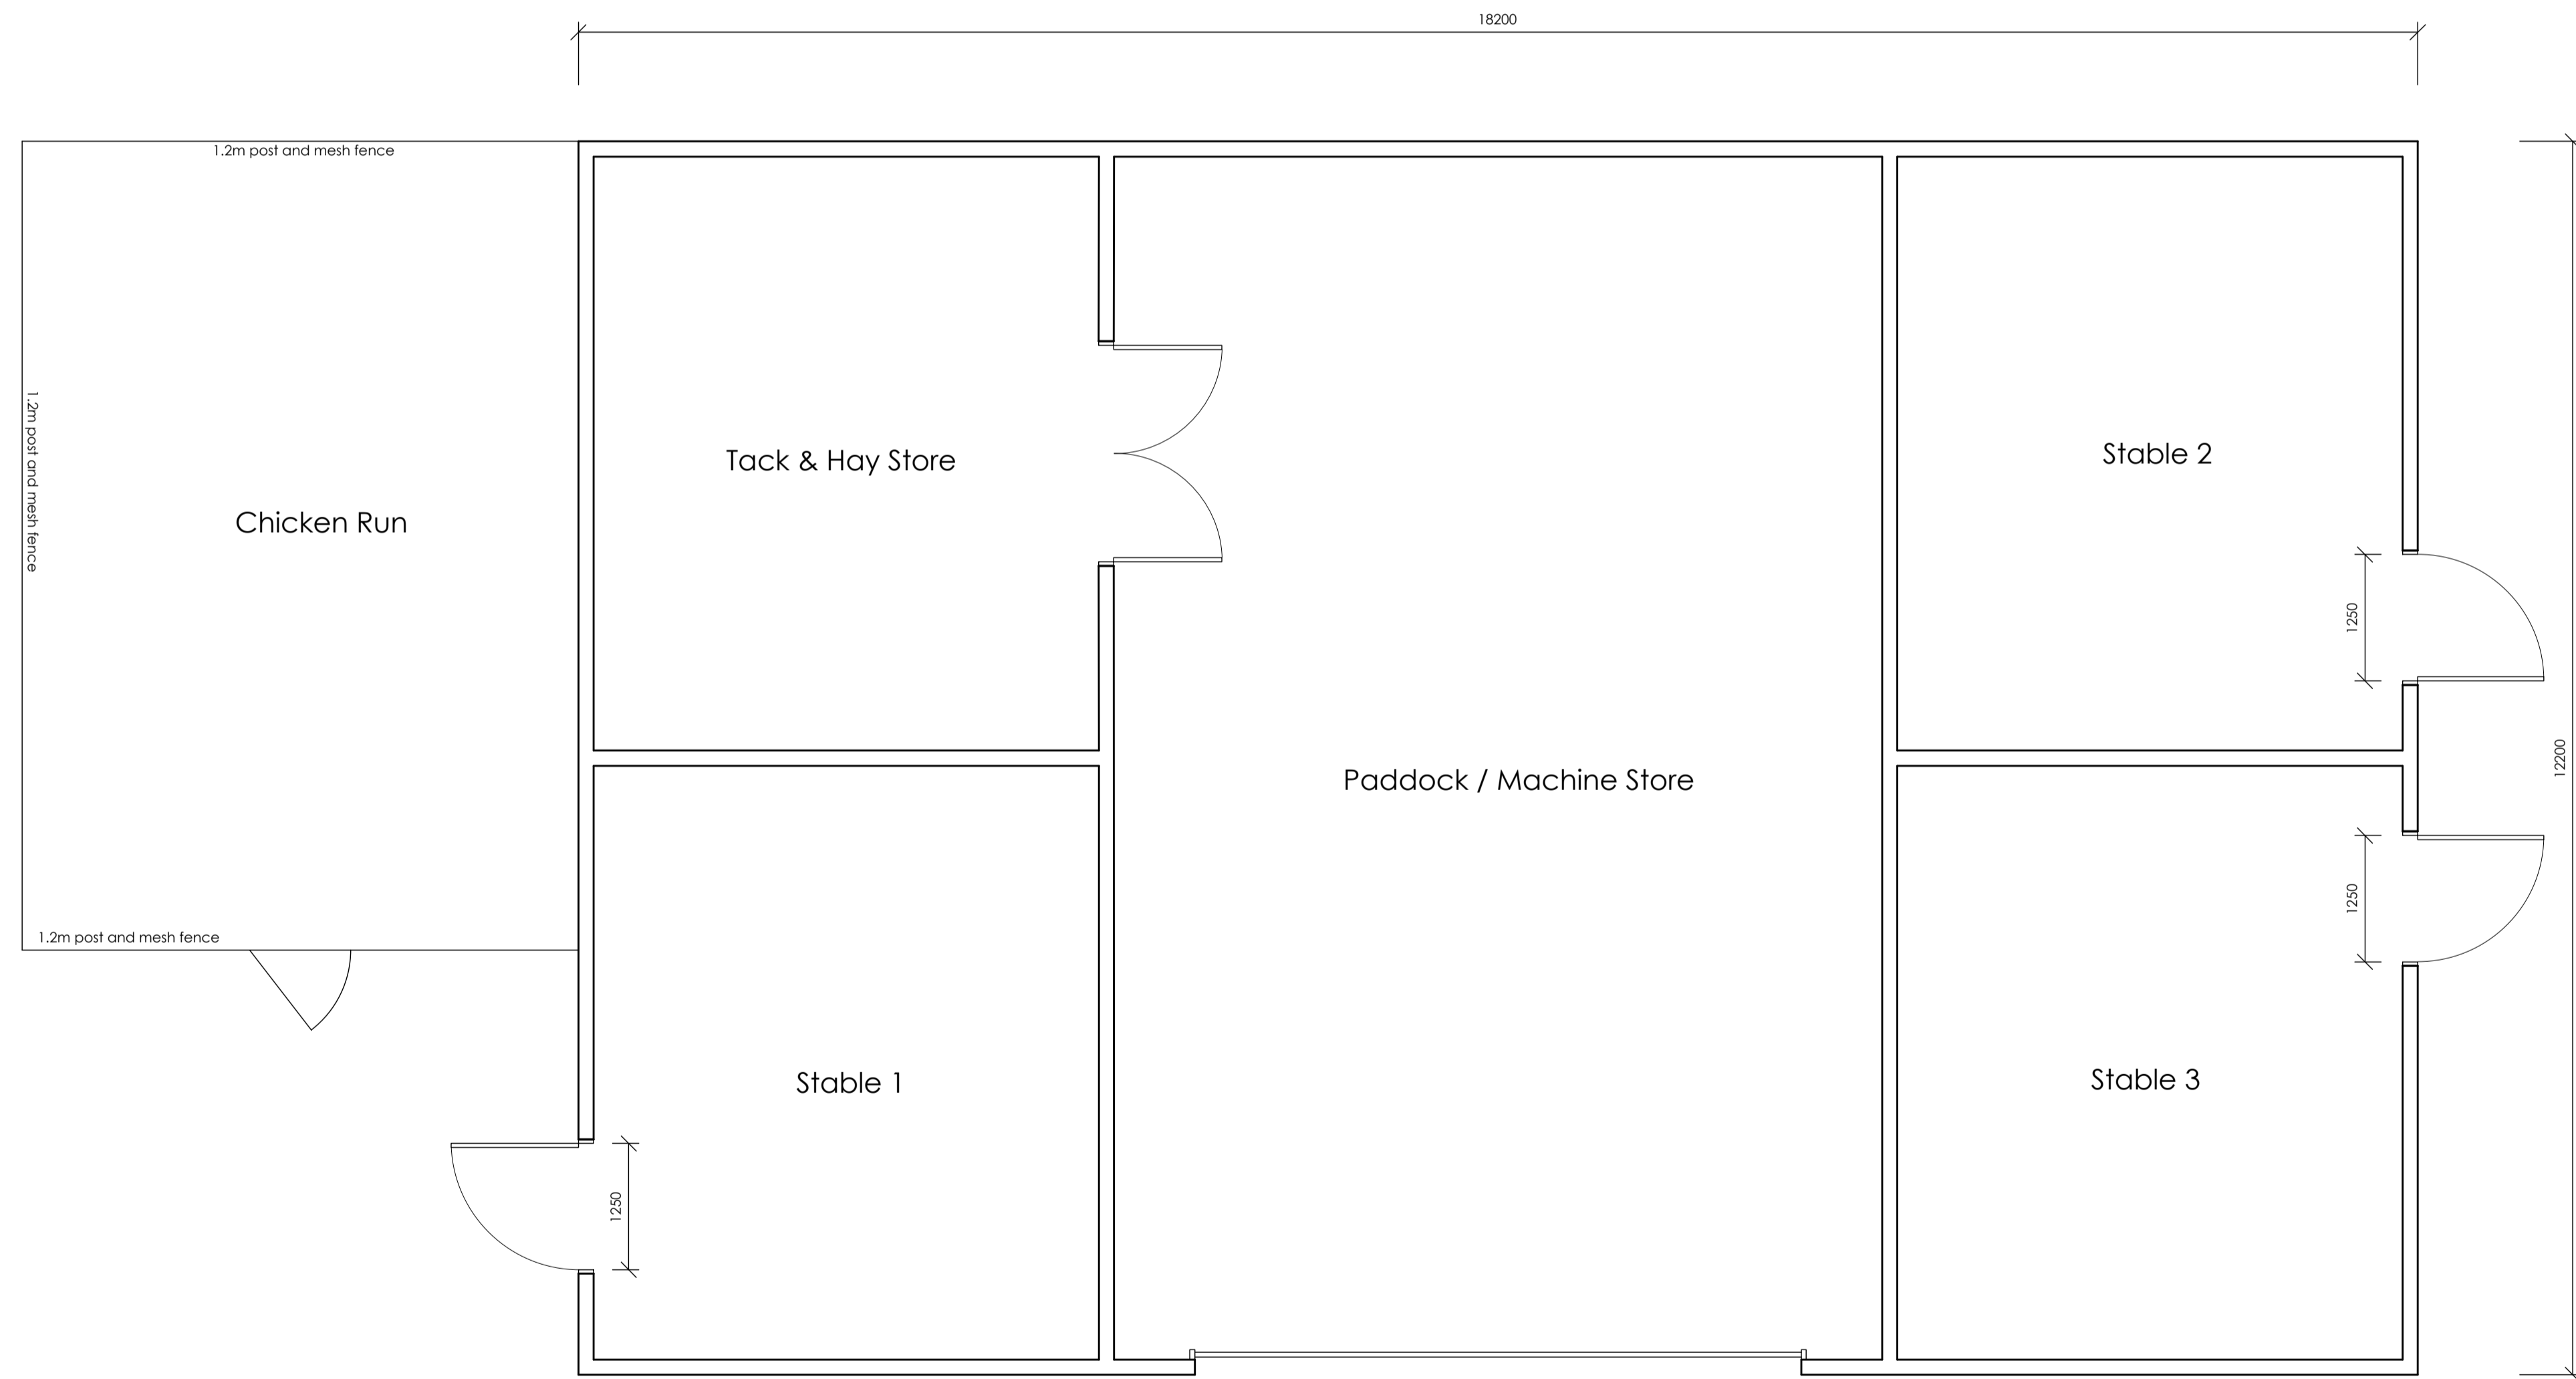 18200
1.2m post and mesh fence
1.2m post and mesh fence
Tack & Hay Store
Stable 2
Chicken Run
1250
12200
Paddock / Machine Store
1250
1.2m post and mesh fence
Stable 1
Stable 3
1250